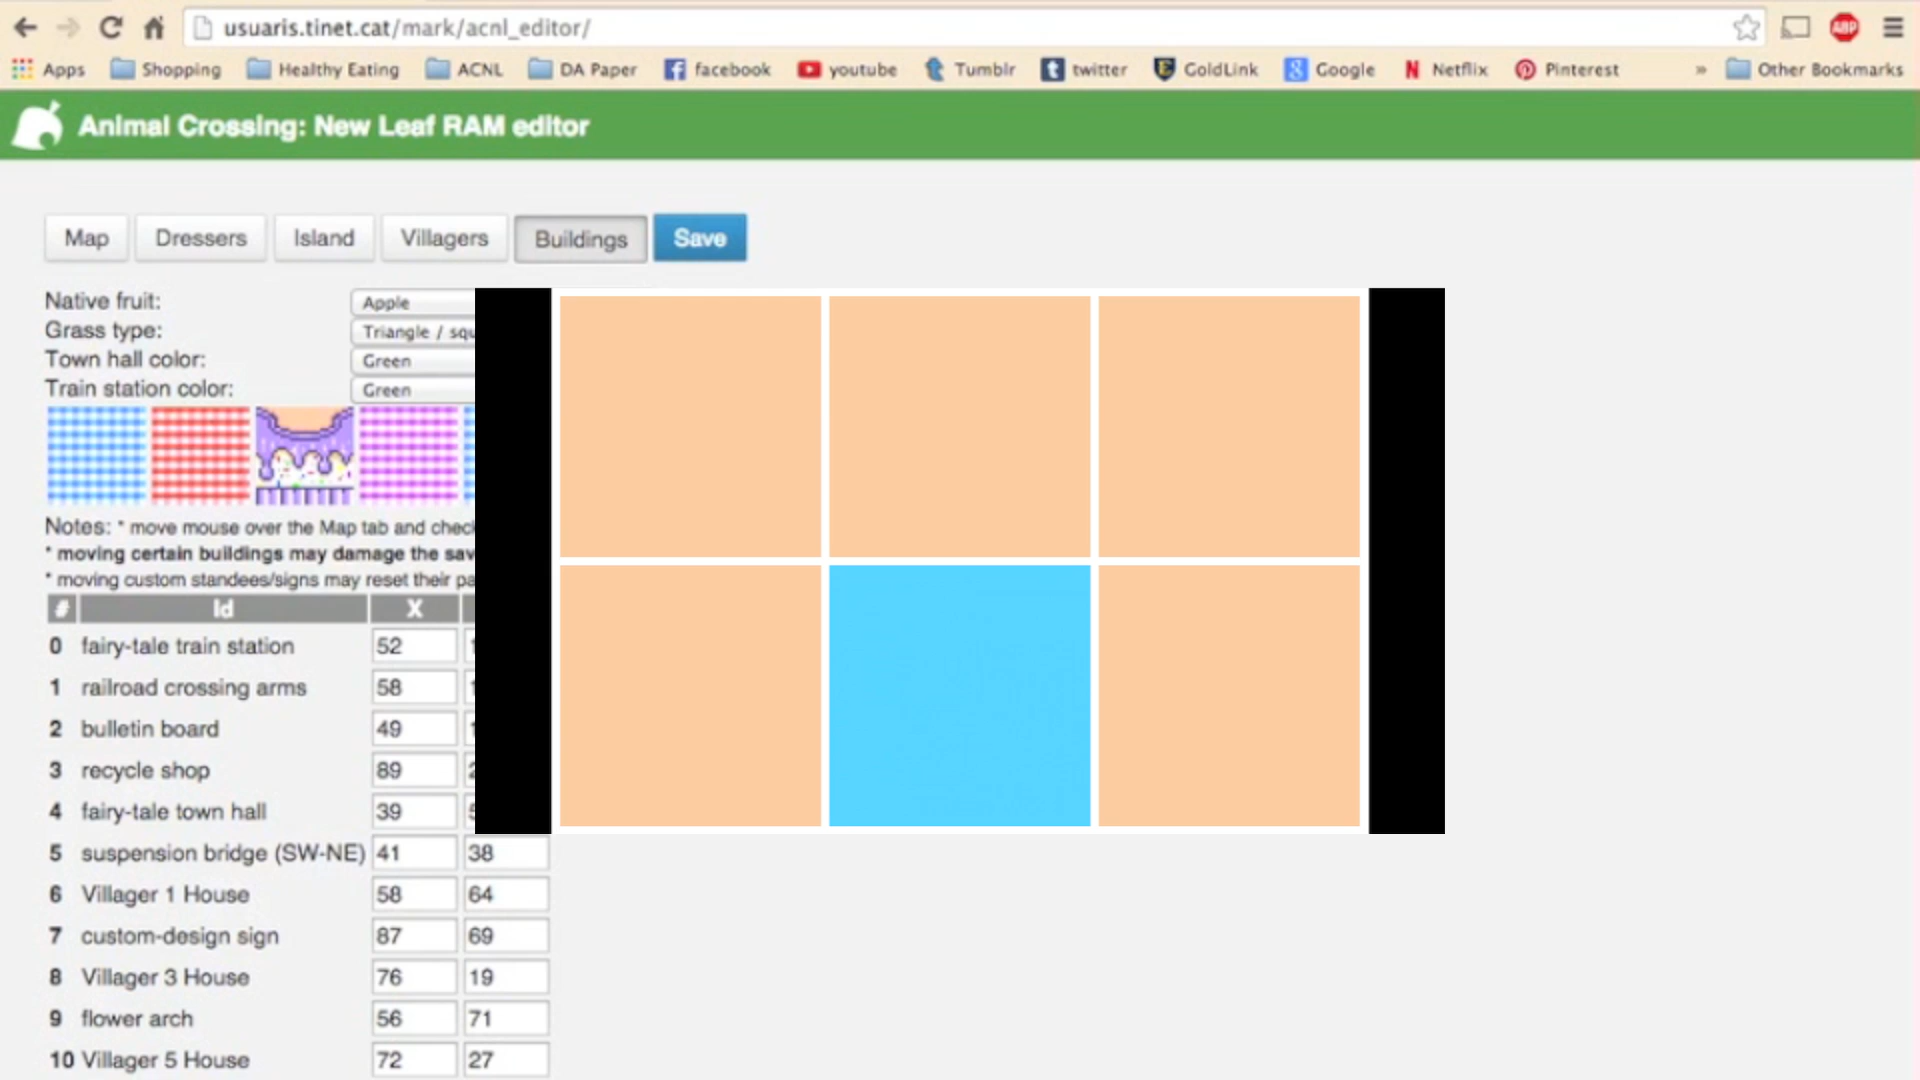 usuaris.tinet.cat/mark/acnl_editor/
Apps Shopping Healthy Eating ACNL DA Paper facebook youtube Tumblr twitter GoldLink Google Netflix Pinterest » Other Bookmarks
Animal Crossing: New Leaf RAM editor
Map Dressers Island Villagers Buildings Save
Native fruit: Apple
Grass type: Triangle / squ
Town hall color: Green
Train station color: Green
Notes: * move mouse over the Map tab and chec
* moving certain buildings may damage the sav
* moving custom standees/signs may reset their pa
# Id X
0 fairy-tale train station 52
1 railroad crossing arms 58
2 bulletin board 49
3 recycle shop 89
4 fairy-tale town hall 39
5 suspension bridge (SW-NE) 41 38
6 Villager 1 House 58 64
7 custom-design sign 87 69
8 Villager 3 House 76 19
9 flower arch 56 71
10 Villager 5 House 72 27